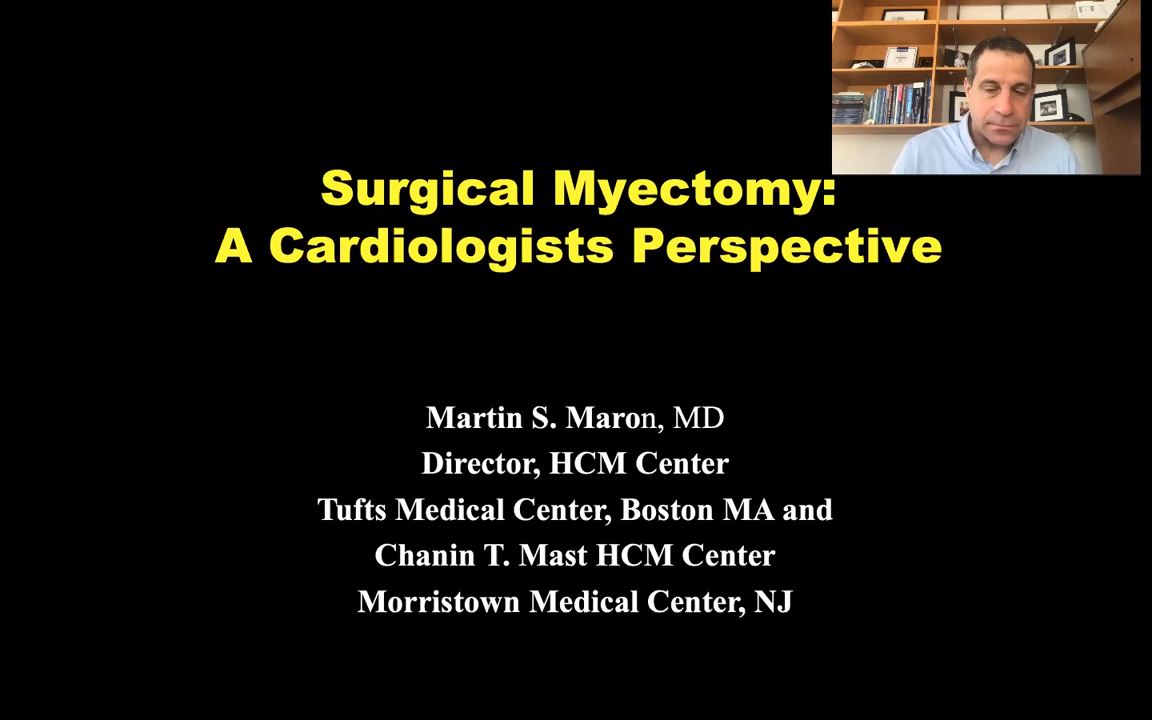 Surgical Myectomy:
A Cardiologists Perspective
Martin S. Maron, MD
Director, HCM Center
Tufts Medical Center, Boston MA and
Chanin T. Mast HCM Center
Morristown Medical Center, NJ